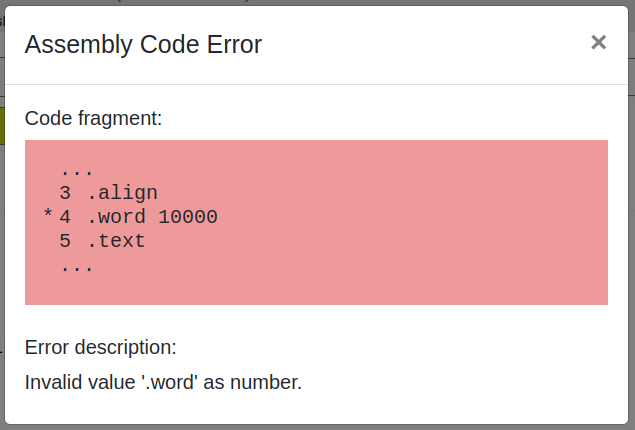 Assembly Code Error
×
Code fragment:
...
3 .align
* 4 .word 10000
5 .text
...
Error description:
Invalid value '.word' as number.